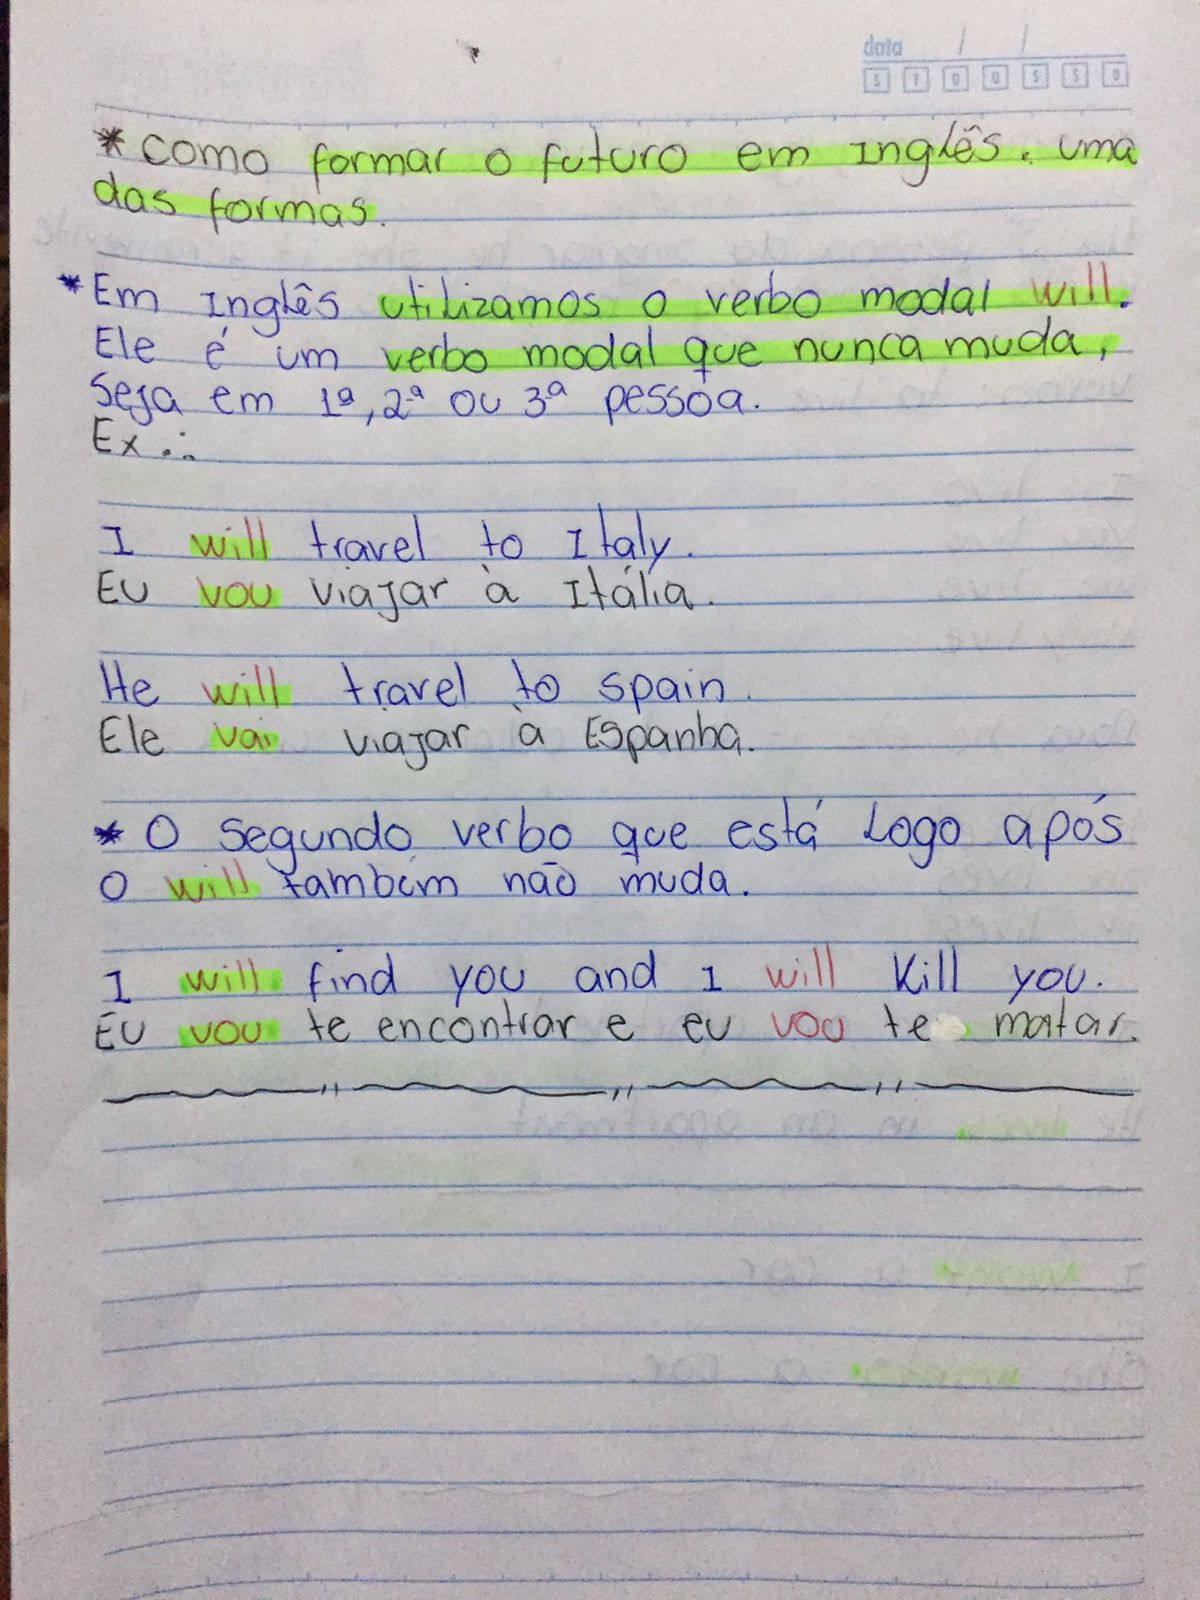 data / /
S T Q Q S S D
* Como formar o futuro em Inglês. uma
das formas.
* Em Inglês utilizamos o verbo modal will.
Ele é um verbo modal que nunca muda,
Seja em 1ª, 2ª ou 3ª pessoa.
Ex.:
I will travel to Italy.
Eu vou viajar à Itália.
He will travel to spain.
Ele vai viajar à Espanha.
* O segundo verbo que está Logo após
O will também não muda.
I will find you and I will Kill you.
Eu vou te encontrar e eu vou te matar.